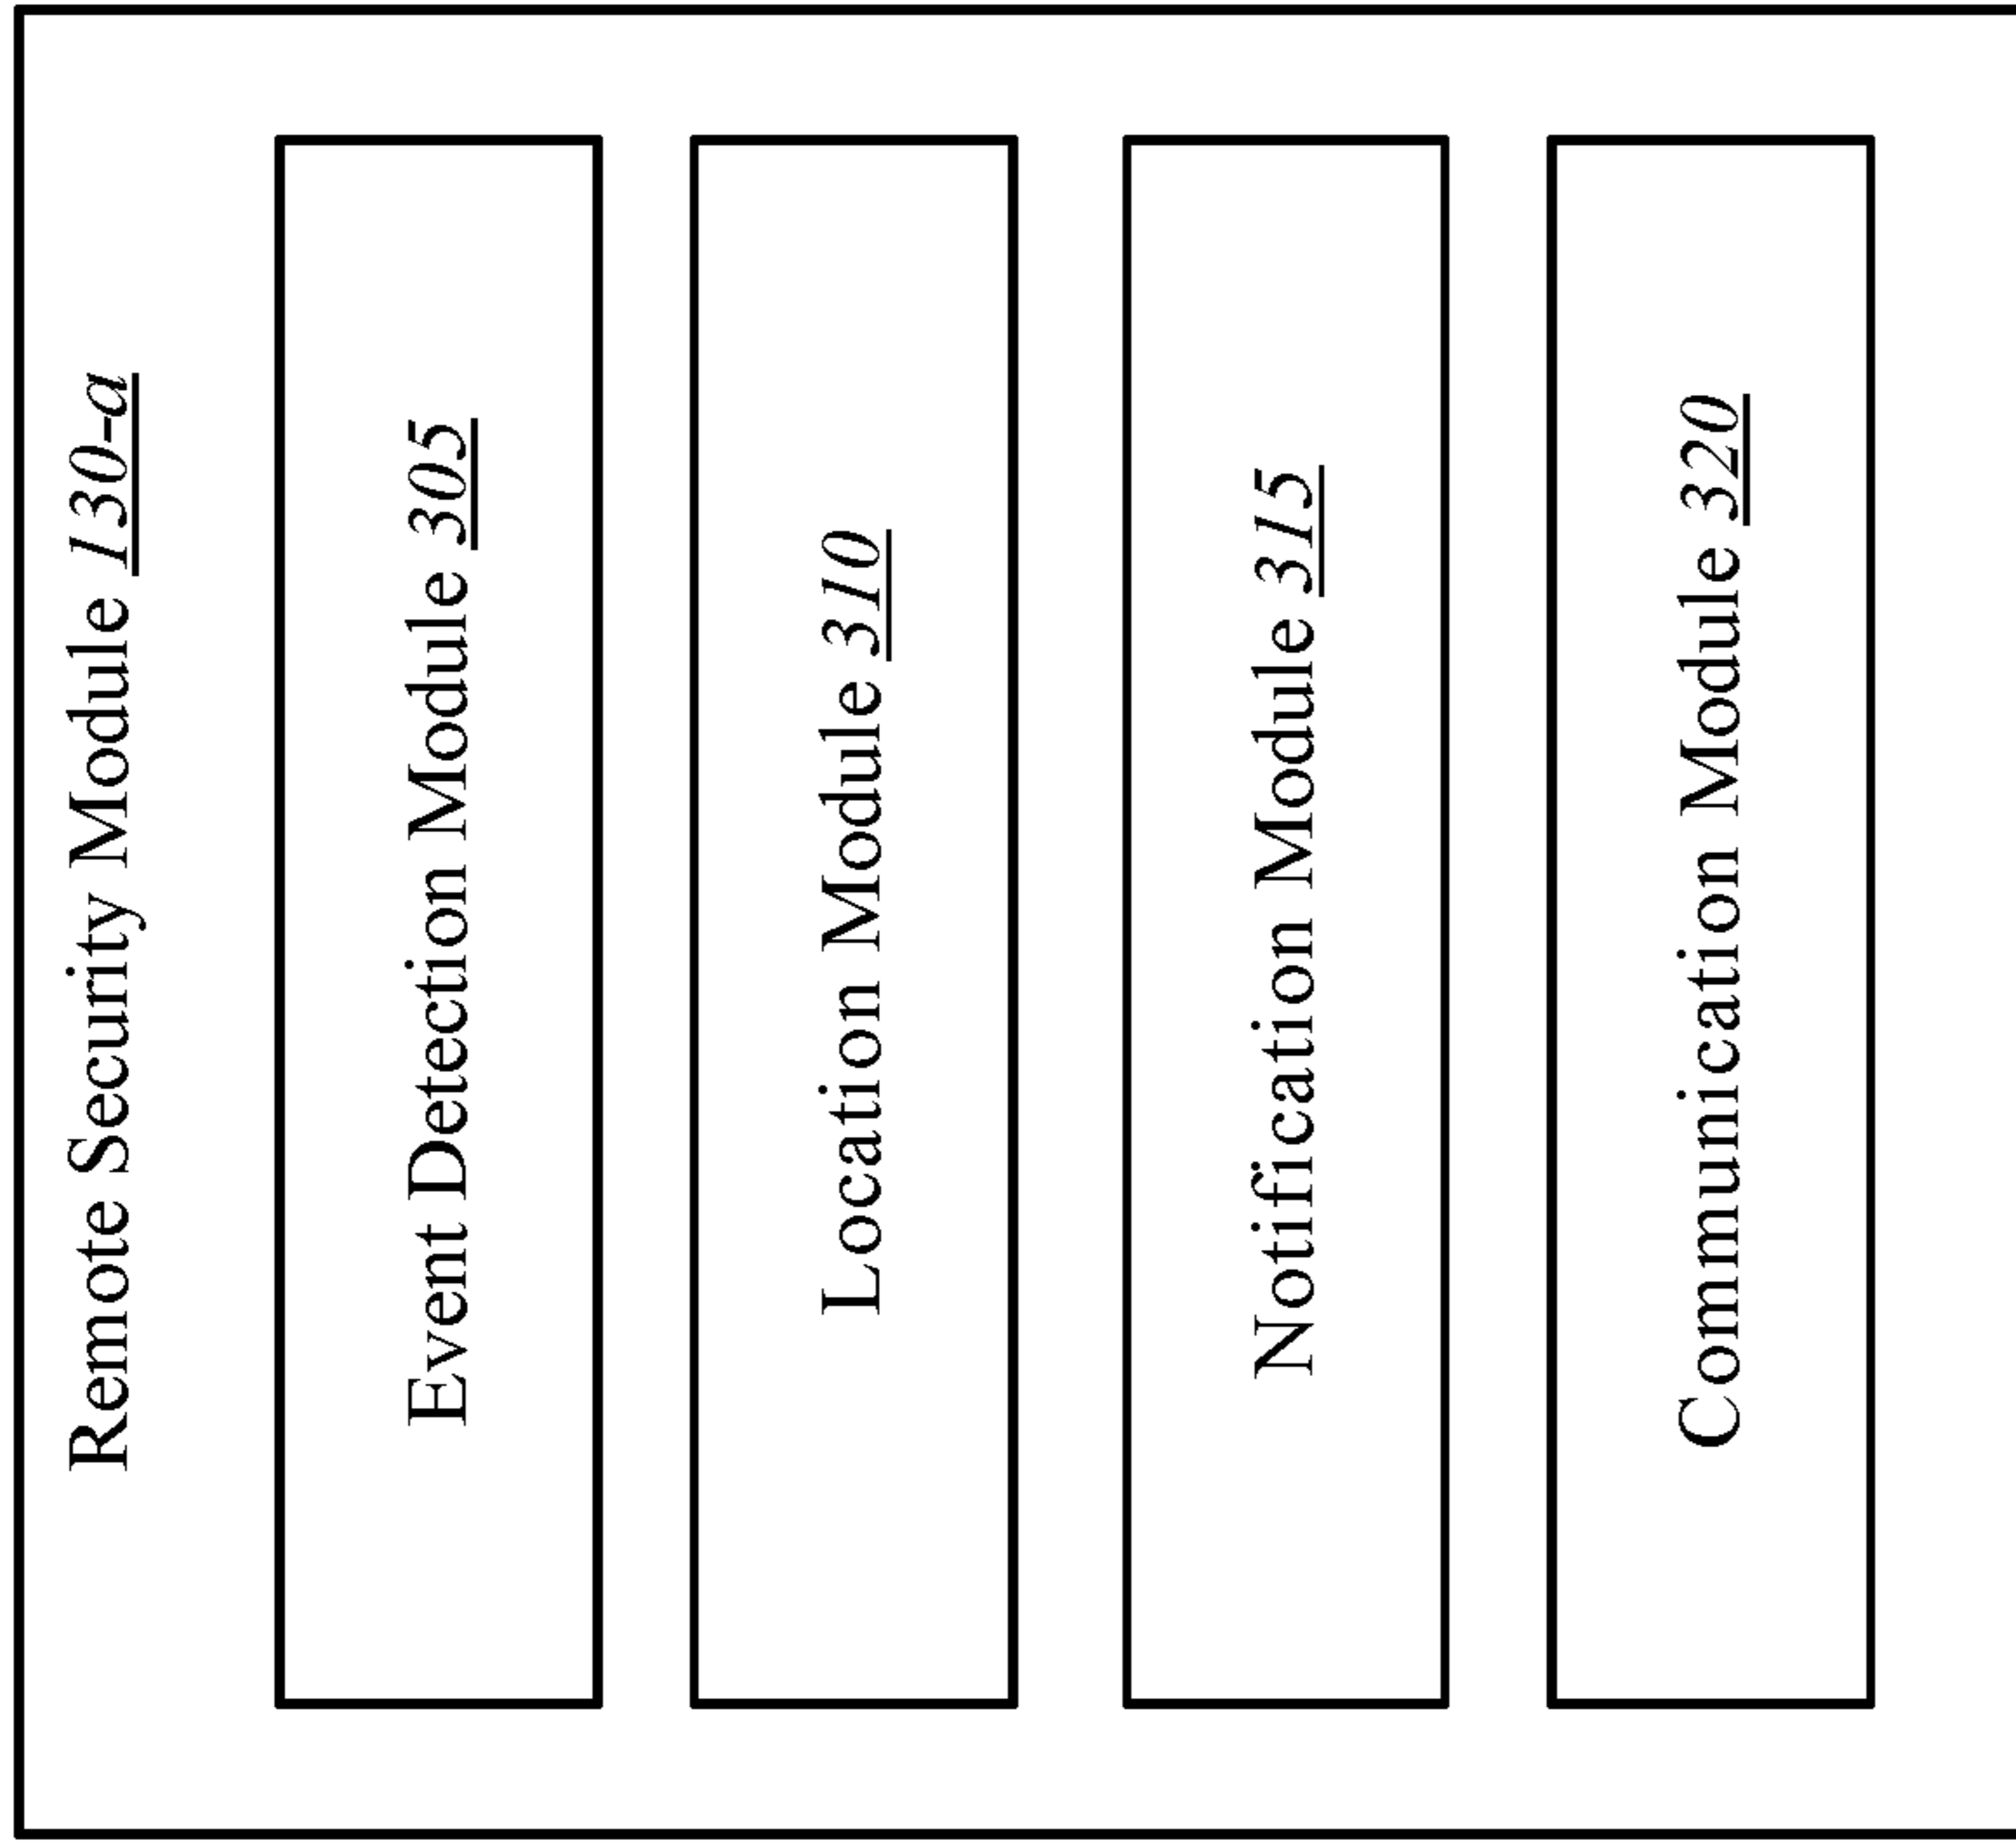 Remote Security Module 130-a
Event Detection Module 305
Location Module 310
Notification Module 315
Communication Module 320